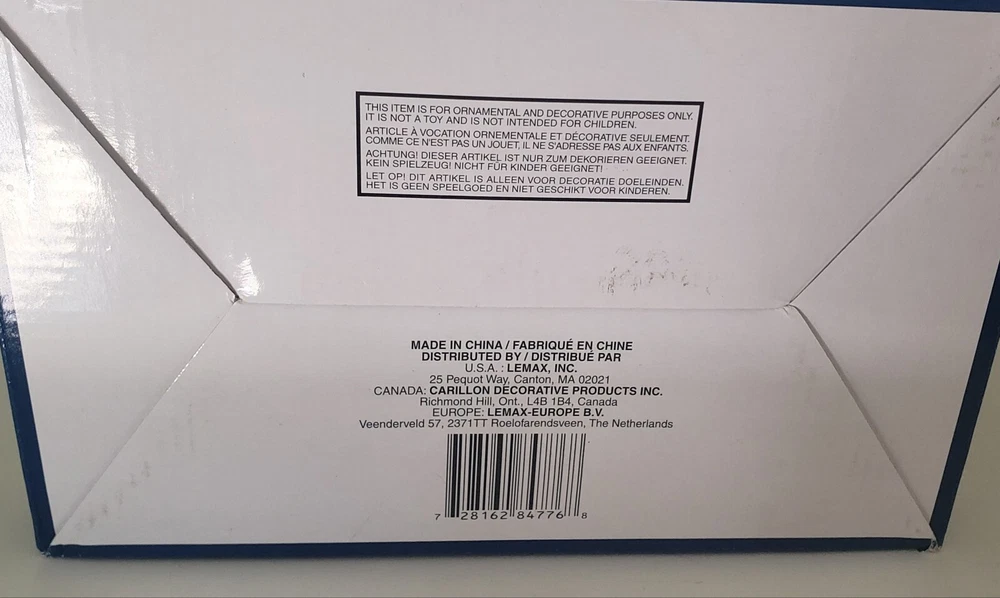 THIS ITEM IS FOR ORNAMENTAL AND DECORATIVE PURPOSES ONLY.
IT IS NOT A TOY AND IS NOT INTENDED FOR CHILDREN.
ARTICLE À VOCATION ORNEMENTALE ET DÉCORATIVE SEULEMENT.
COMME CE N'EST PAS UN JOUET, IL NE S'ADRESSE PAS AUX ENFANTS.
ACHTUNG! DIESER ARTIKEL IST NUR ZUM DEKORIEREN GEEIGNET.
KEIN SPIELZEUG! NICHT FÜR KINDER GEEIGNET!
LET OP! DIT ARTIKEL IS ALLEEN VOOR DECORATIE DOELEINDEN.
HET IS GEEN SPEELGOED EN NIET GESCHIKT VOOR KINDEREN.
MADE IN CHINA / FABRIQUÉ EN CHINE
DISTRIBUTED BY / DISTRIBUÉ PAR
U.S.A. : LEMAX, INC.
25 Pequot Way, Canton, MA 02021
CANADA: CARILLON DECORATIVE PRODUCTS INC.
Richmond Hill, Ont., L4B 1B4, Canada
EUROPE: LEMAX-EUROPE B.V.
Veenderveld 57, 2371TT Roelofarendsveen, The Netherlands
7 28162 84776 8